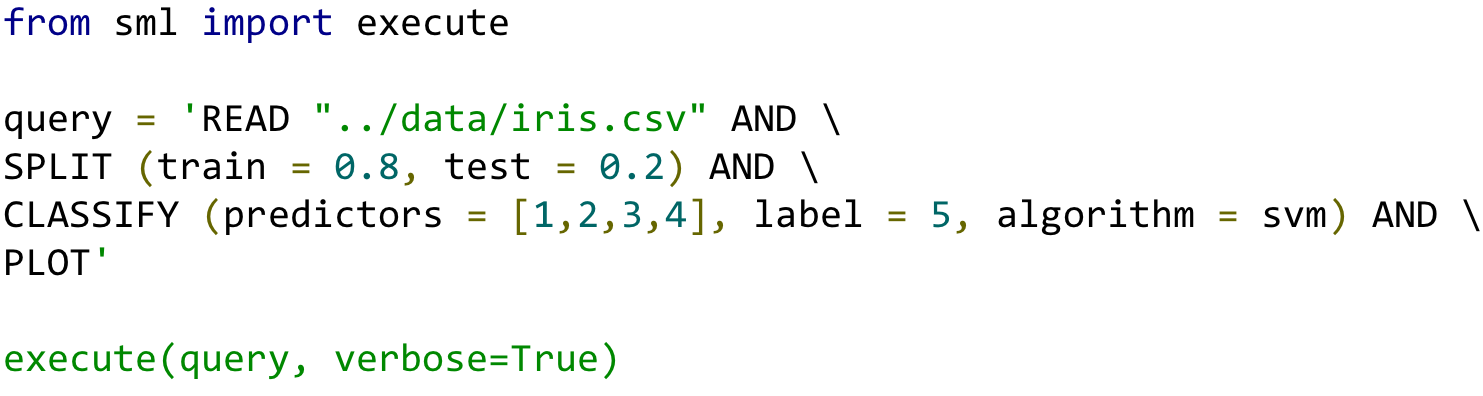 from sml import execute
query = 'READ "../data/iris.csv" AND \
SPLIT (train = 0.8, test = 0.2) AND \
CLASSIFY (predictors = [1,2,3,4], label = 5, algorithm = svm) AND \
PLOT'
execute(query, verbose=True)